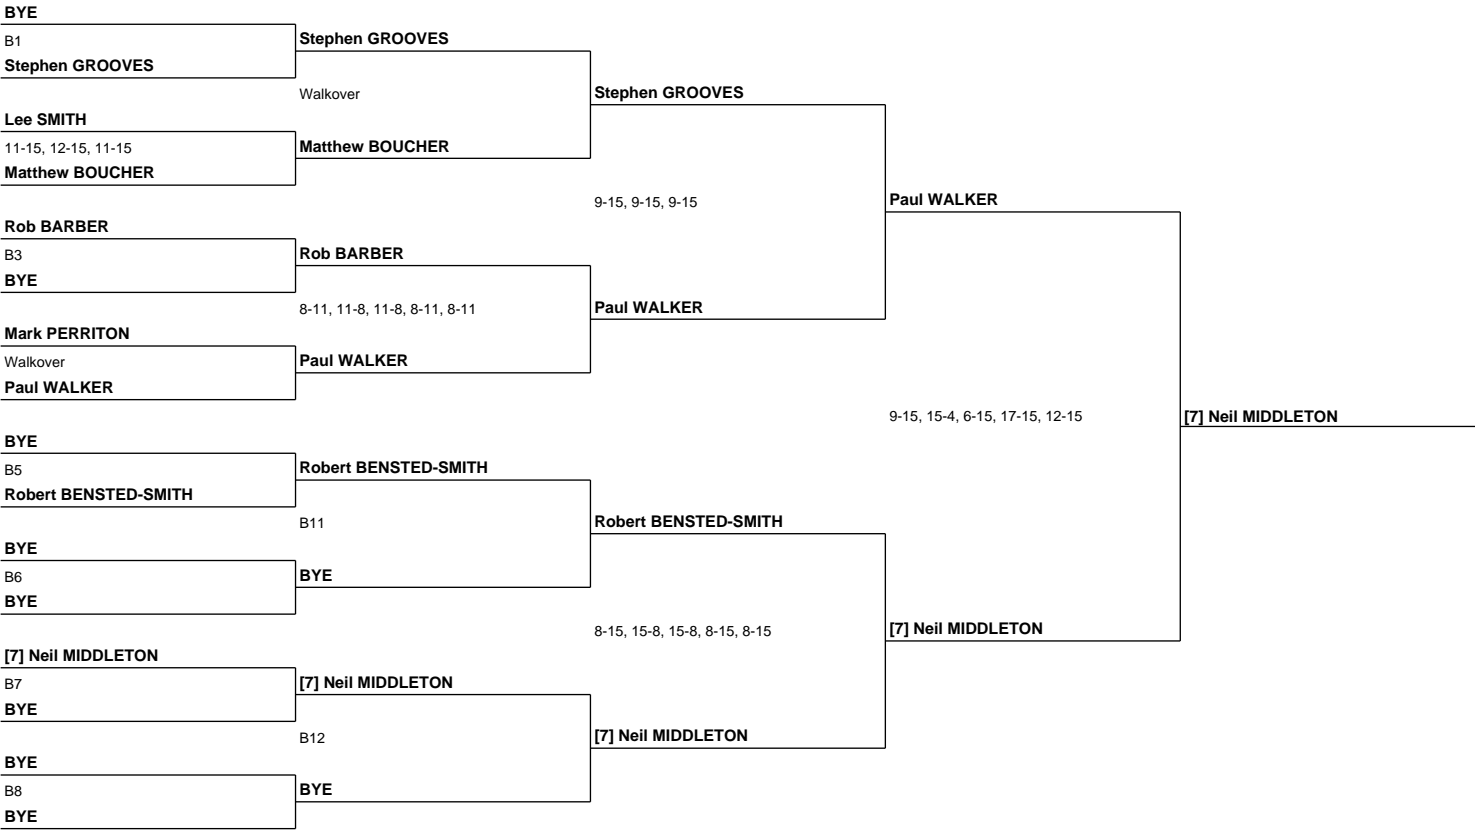 BYE
B1
Stephen GROOVES
Stephen GROOVES
Walkover
Stephen GROOVES
Lee SMITH
11-15, 12-15, 11-15
Matthew BOUCHER
Matthew BOUCHER
9-15, 9-15, 9-15
Paul WALKER
Rob BARBER
B3
BYE
Rob BARBER
8-11, 11-8, 11-8, 8-11, 8-11
Paul WALKER
Mark PERRITON
Walkover
Paul WALKER
Paul WALKER
9-15, 15-4, 6-15, 17-15, 12-15
[7] Neil MIDDLETON
BYE
B5
Robert BENSTED-SMITH
Robert BENSTED-SMITH
B11
Robert BENSTED-SMITH
BYE
B6
BYE
BYE
8-15, 15-8, 15-8, 8-15, 8-15
[7] Neil MIDDLETON
[7] Neil MIDDLETON
B7
BYE
[7] Neil MIDDLETON
B12
[7] Neil MIDDLETON
BYE
B8
BYE
BYE